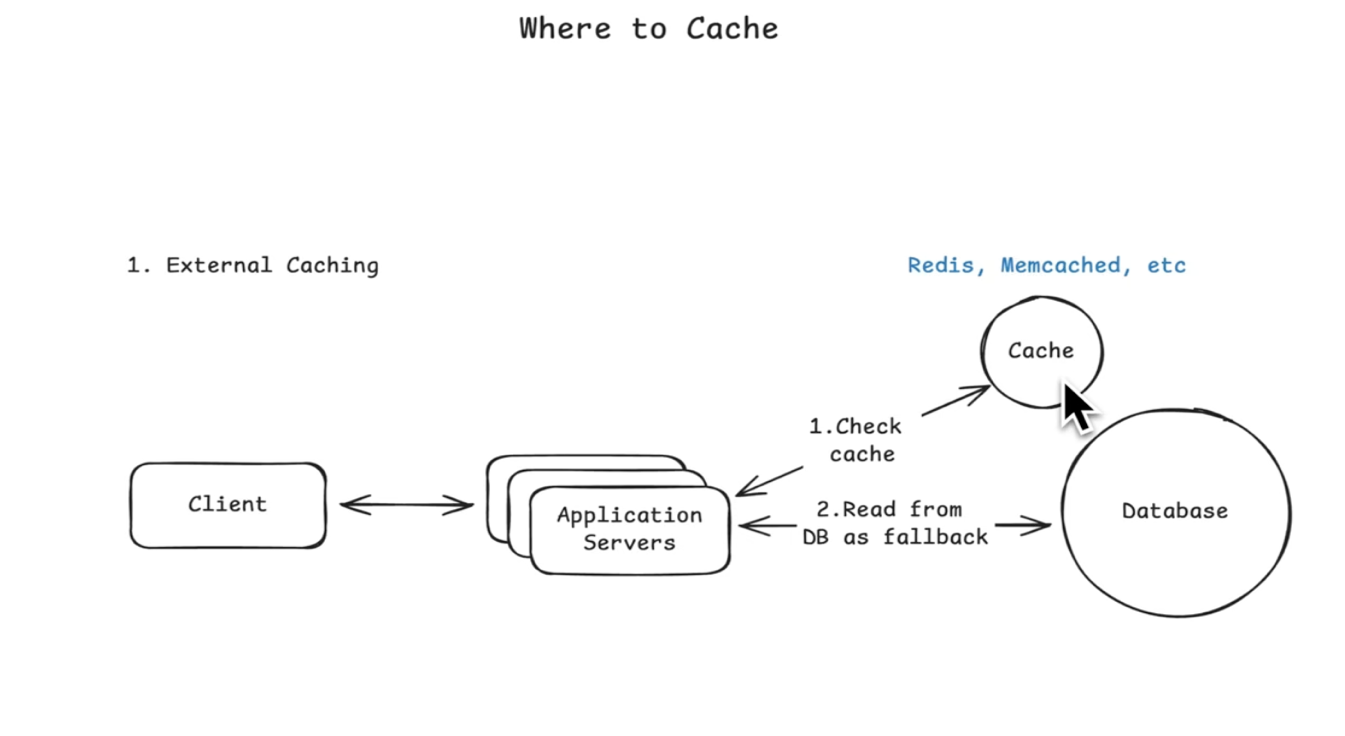 Where to Cache
1. External Caching
Redis, Memcached, etc
Cache
1.Check
cache
Client
Application
Servers
2.Read from
DB as fallback
Database